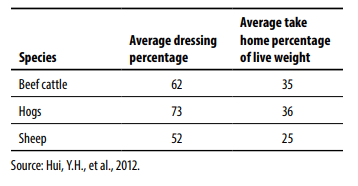 Average take
Average dressing home percentage
Species percentage of live weight
Beef cattle 62 35
Hogs 73 36
Sheep 52 25
Source: Hui, Y.H., et al., 2012.